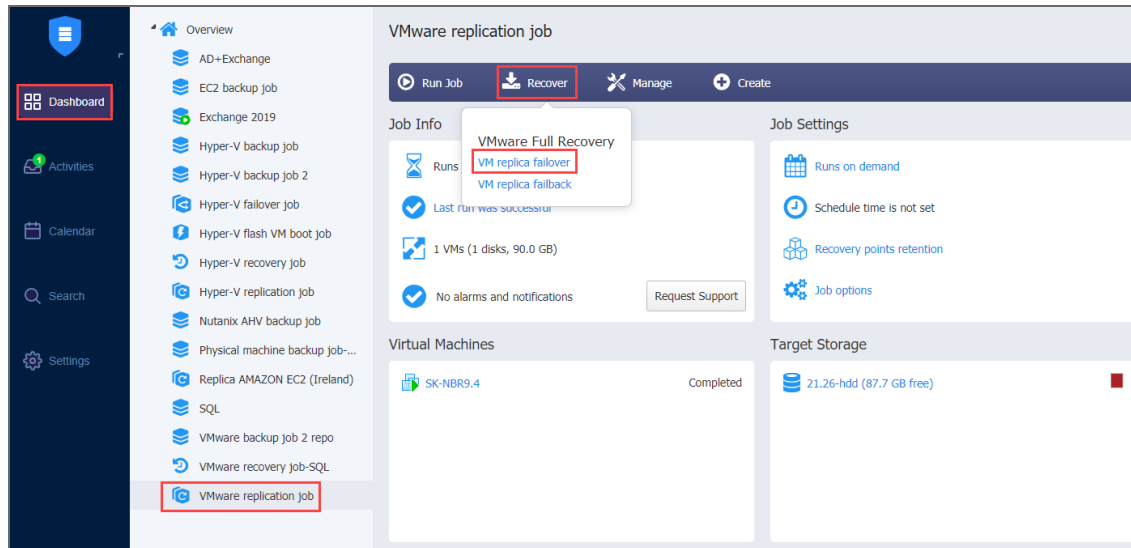 Dashboard
1
Activities
Calendar
Search
Settings
Overview
AD+Exchange
EC2 backup job
Exchange 2019
Hyper-V backup job
Hyper-V backup job 2
Hyper-V failover job
Hyper-V flash VM boot job
Hyper-V recovery job
Hyper-V replication job
Nutanix AHV backup job
Physical machine backup job-...
Replica AMAZON EC2 (Ireland)
SQL
VMware backup job 2 repo
VMware recovery job-SQL
VMware replication job
VMware replication job
Run Job Recover Manage Create
Job Info
VMware Full Recovery
VM replica failover
VM replica failback
Runs
Last run was successful
1 VMs (1 disks, 90.0 GB)
No alarms and notifications Request Support
Job Settings
Runs on demand
Schedule time is not set
Recovery points retention
Job options
Virtual Machines
SK-NBR9.4 Completed
Target Storage
21.26-hdd (87.7 GB free)